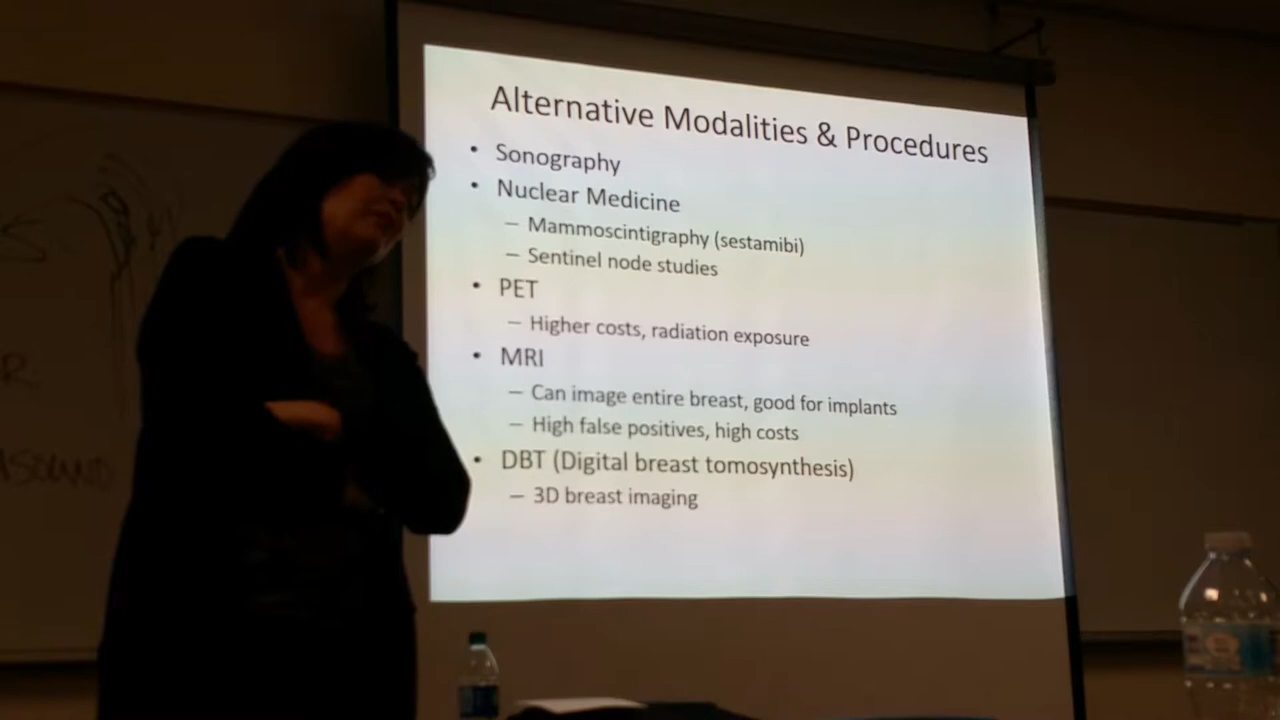 Alternative Modalities & Procedures
• Sonography
• Nuclear Medicine
– Mammoscintigraphy (sestamibi)
– Sentinel node studies
• PET
– Higher costs, radiation exposure
• MRI
– Can image entire breast, good for implants
– High false positives, high costs
• DBT (Digital breast tomosynthesis)
– 3D breast imaging